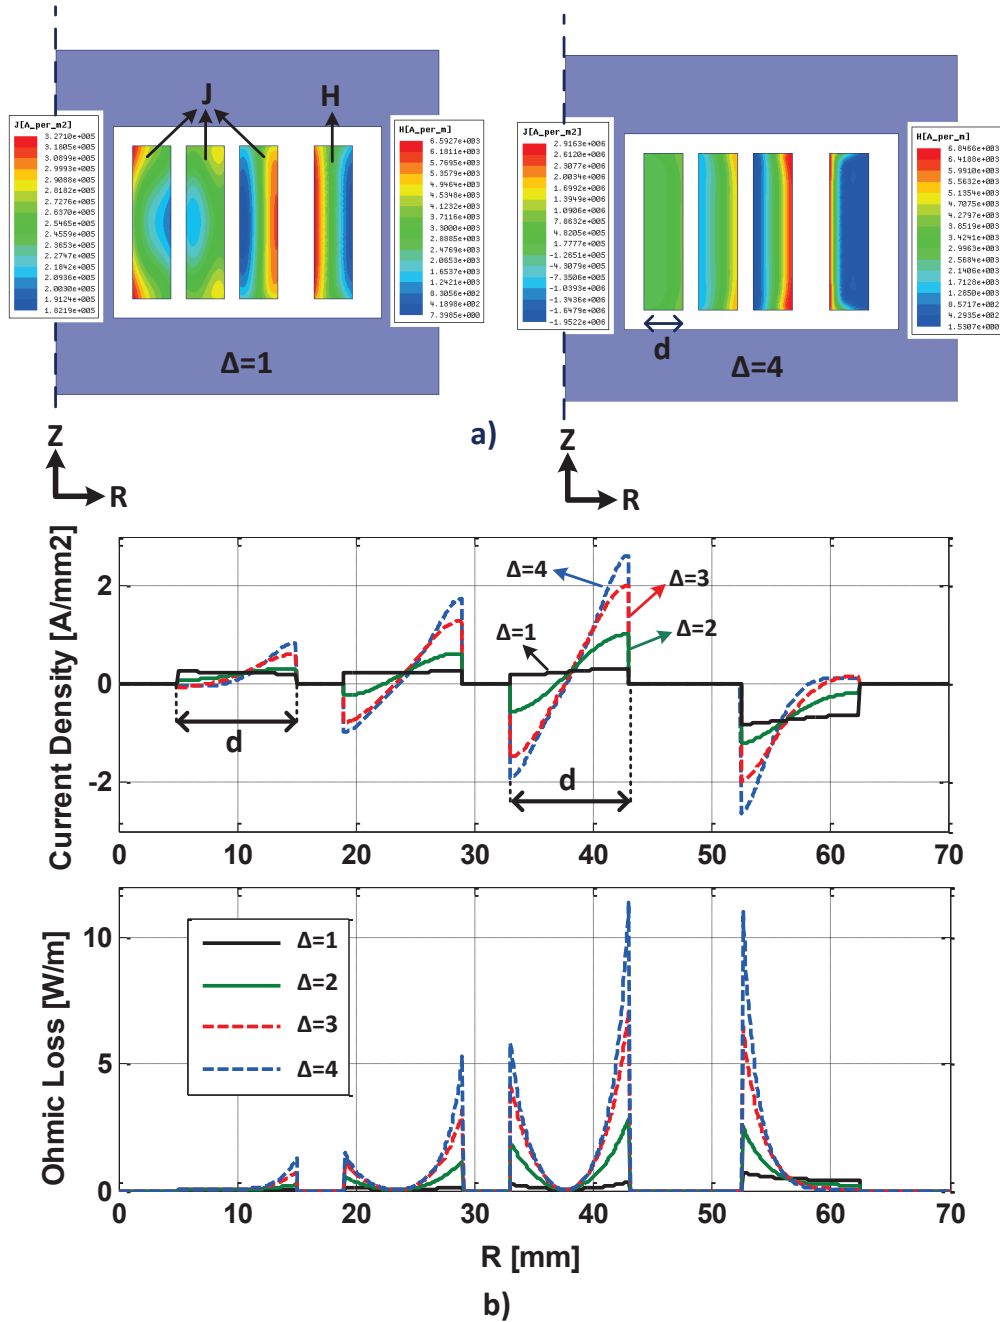 J[A_per_m2]
3.2710e+005
3.1805e+005
3.0899e+005
2.9993e+005
2.9088e+005
2.8182e+005
2.7276e+005
2.6370e+005
2.5465e+005
2.4559e+005
2.3653e+005
2.2747e+005
2.1842e+005
2.0936e+005
2.0030e+005
1.9124e+005
1.8219e+005
J
H
H[A_per_m]
6.5927e+003
6.1811e+003
5.7695e+003
5.3579e+003
4.9464e+003
4.5348e+003
4.1232e+003
3.7116e+003
3.3000e+003
2.8885e+003
2.4769e+003
2.0653e+003
1.6537e+003
1.2421e+003
8.3056e+002
4.1898e+002
7.3985e+000
Δ=1
J[A_per_m2]
2.9163e+006
2.6120e+006
2.3077e+006
2.0034e+006
1.6992e+006
1.3949e+006
1.0906e+006
7.8632e+005
4.8205e+005
1.7777e+005
-1.2651e+005
-4.3079e+005
-7.3506e+005
-1.0393e+006
-1.3436e+006
-1.6479e+006
-1.9522e+006
H[A_per_m]
6.8466e+003
6.4188e+003
5.9910e+003
5.5632e+003
5.1354e+003
4.7075e+003
4.2797e+003
3.8519e+003
3.4241e+003
2.9963e+003
2.5684e+003
2.1406e+003
1.7128e+003
1.2850e+003
8.5717e+002
4.2935e+002
1.5307e+000
d
Δ=4
a)
Z
R
Z
R
Current Density [A/mm2]
2
0
-2
Δ=4
Δ=3
Δ=1
Δ=2
d
d
0 10 20 30 40 50 60 70
Ohmic Loss [W/m]
10
5
0
Δ=1
Δ=2
Δ=3
Δ=4
0 10 20 30 40 50 60 70
R [mm]
b)